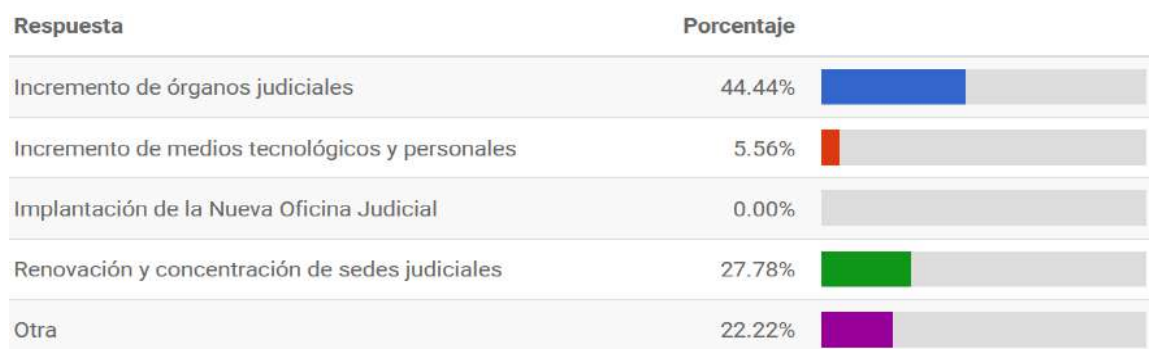 Respuesta Porcentaje
Incremento de órganos judiciales 44.44%
Incremento de medios tecnológicos y personales 5.56%
Implantación de la Nueva Oficina Judicial 0.00%
Renovación y concentración de sedes judiciales 27.78%
Otra 22.22%